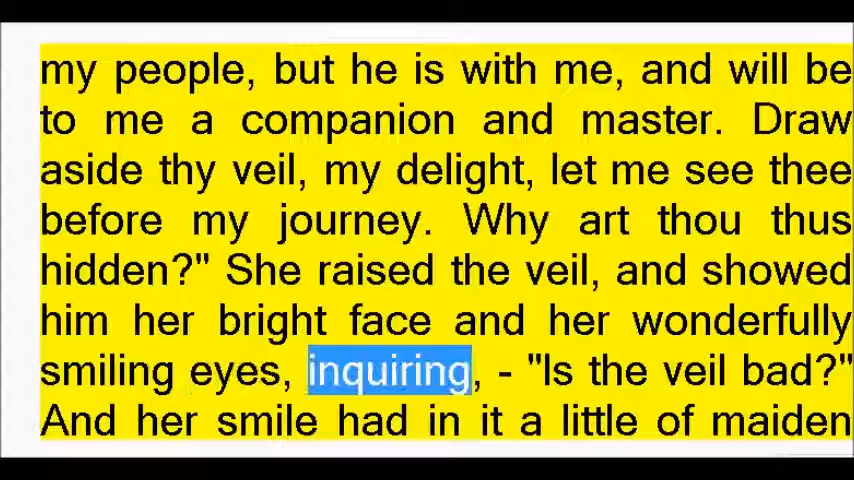 my people, but he is with me, and will be
to me a companion and master. Draw
aside thy veil, my delight, let me see thee
before my journey. Why art thou thus
hidden?" She raised the veil, and showed
him her bright face and her wonderfully
smiling eyes, inquiring, - "Is the veil bad?"
And her smile had in it a little of maiden